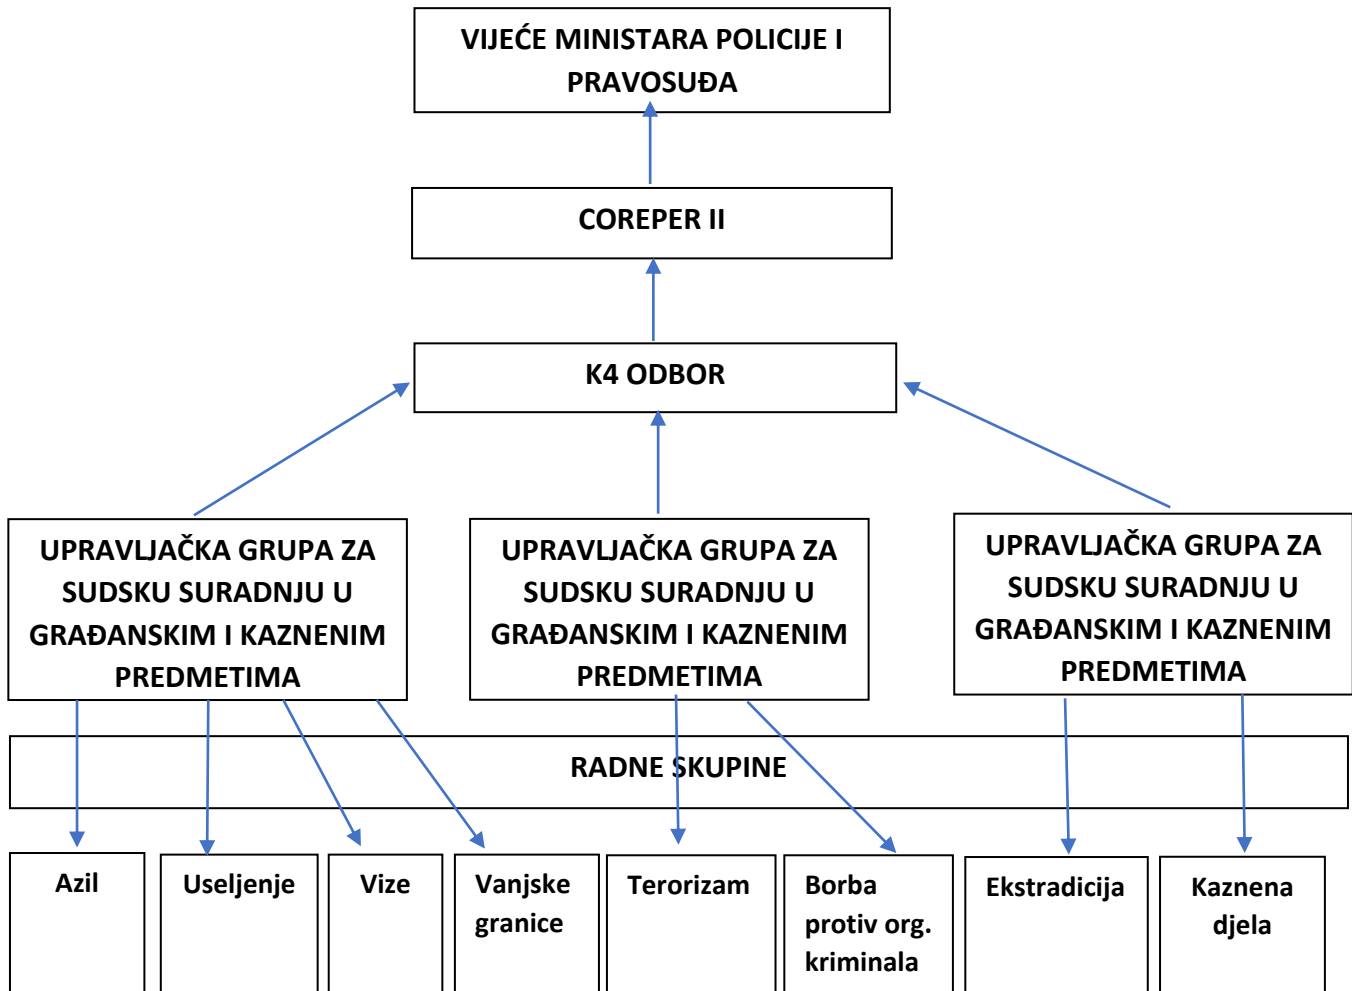 VIJEĆE MINISTARA POLICIJE I
PRAVOSUĐA
COREPER II
K4 ODBOR
UPRAVLJAČKA GRUPA ZA
SUDSKU SURADNJU U
GRAĐANSKIM I KAZNENIM
PREDMETIMA
UPRAVLJAČKA GRUPA ZA
SUDSKU SURADNJU U
GRAĐANSKIM I KAZNENIM
PREDMETIMA
UPRAVLJAČKA GRUPA ZA
SUDSKU SURADNJU U
GRAĐANSKIM I KAZNENIM
PREDMETIMA
RADNE SKUPINE
Azil
Useljenje
Vize
Vanjske
granice
Terorizam
Borba
protiv org.
kriminala
Ekstradicija
Kaznena
djela